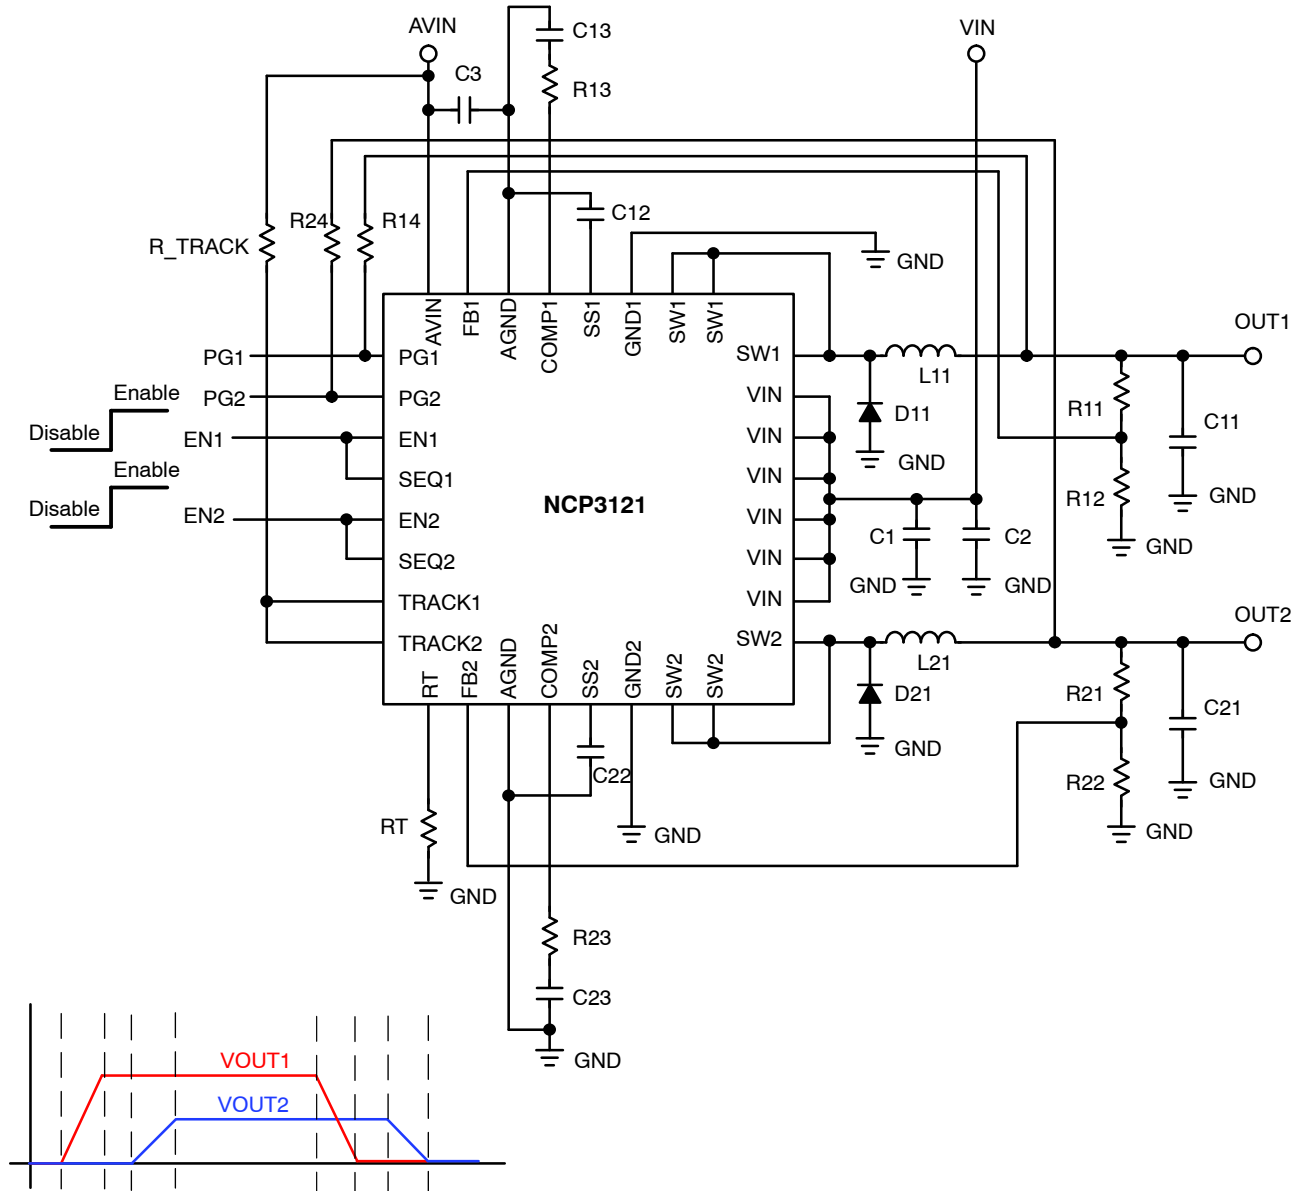 AVIN
VIN
C13
C3
R13
R24
R14
C12
R_TRACK
GND
AVIN
FB1
AGND
COMP1
SS1
GND1
SW1
SW1
OUT1
PG1
PG1
SW1
L11
Enable
PG2
PG2
VIN
D11
R11
C11
Disable
EN1
EN1
VIN
GND
Enable
SEQ1
VIN
R12
GND
Disable
EN2
EN2
NCP3121
VIN
C1
C2
GND
SEQ2
VIN
GND
GND
TRACK1
VIN
OUT2
TRACK2
SW2
L21
RT
FB2
AGND
COMP2
SS2
GND2
SW2
SW2
D21
R21
C21
GND
C22
R22
GND
RT
GND
GND
GND
R23
C23
GND
VOUT1
VOUT2